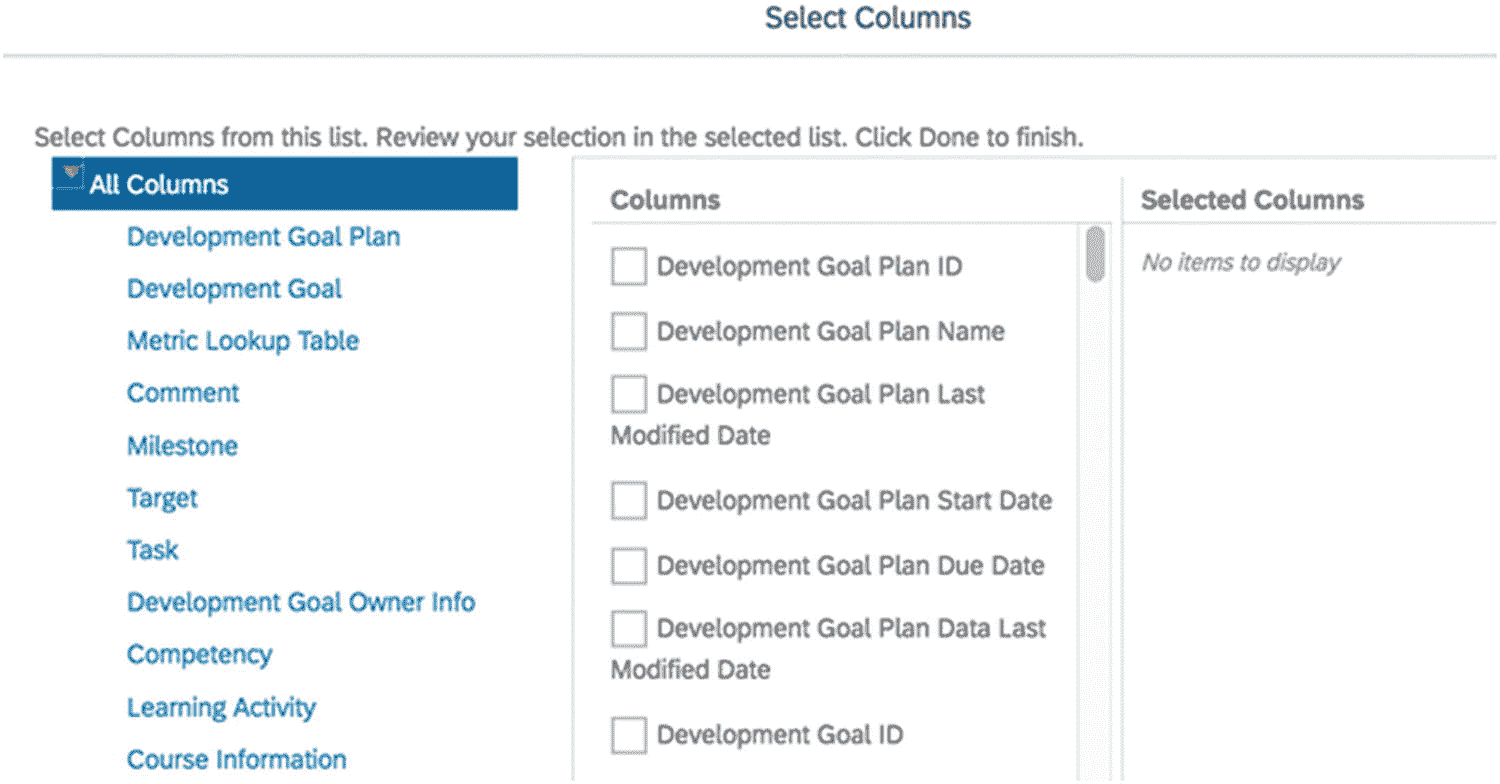 Select Columns
Select Columns from this list. Review your selection in the selected list. Click Done to finish.
All Columns
Development Goal Plan
Development Goal
Metric Lookup Table
Comment
Milestone
Target
Task
Development Goal Owner Info
Competency
Learning Activity
Course Information
Columns
Development Goal Plan ID
Development Goal Plan Name
Development Goal Plan Last
Modified Date
Development Goal Plan Start Date
Development Goal Plan Due Date
Development Goal Plan Data Last
Modified Date
Development Goal ID
Selected Columns
No items to display